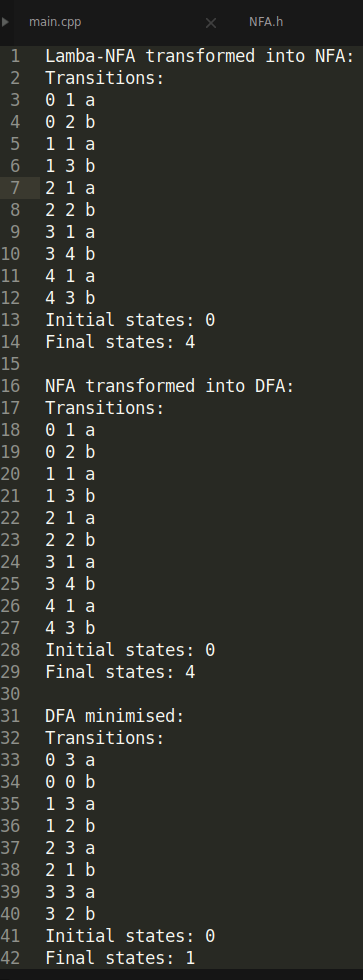 main.cpp × NFA.h
1 Lamba-NFA transformed into NFA:
2 Transitions:
3 0 1 a
4 0 2 b
5 1 1 a
6 1 3 b
7 2 1 a
8 2 2 b
9 3 1 a
10 3 4 b
11 4 1 a
12 4 3 b
13 Initial states: 0
14 Final states: 4
15
16 NFA transformed into DFA:
17 Transitions:
18 0 1 a
19 0 2 b
20 1 1 a
21 1 3 b
22 2 1 a
23 2 2 b
24 3 1 a
25 3 4 b
26 4 1 a
27 4 3 b
28 Initial states: 0
29 Final states: 4
30
31 DFA minimised:
32 Transitions:
33 0 3 a
34 0 0 b
35 1 3 a
36 1 2 b
37 2 3 a
38 2 1 b
39 3 3 a
40 3 2 b
41 Initial states: 0
42 Final states: 1